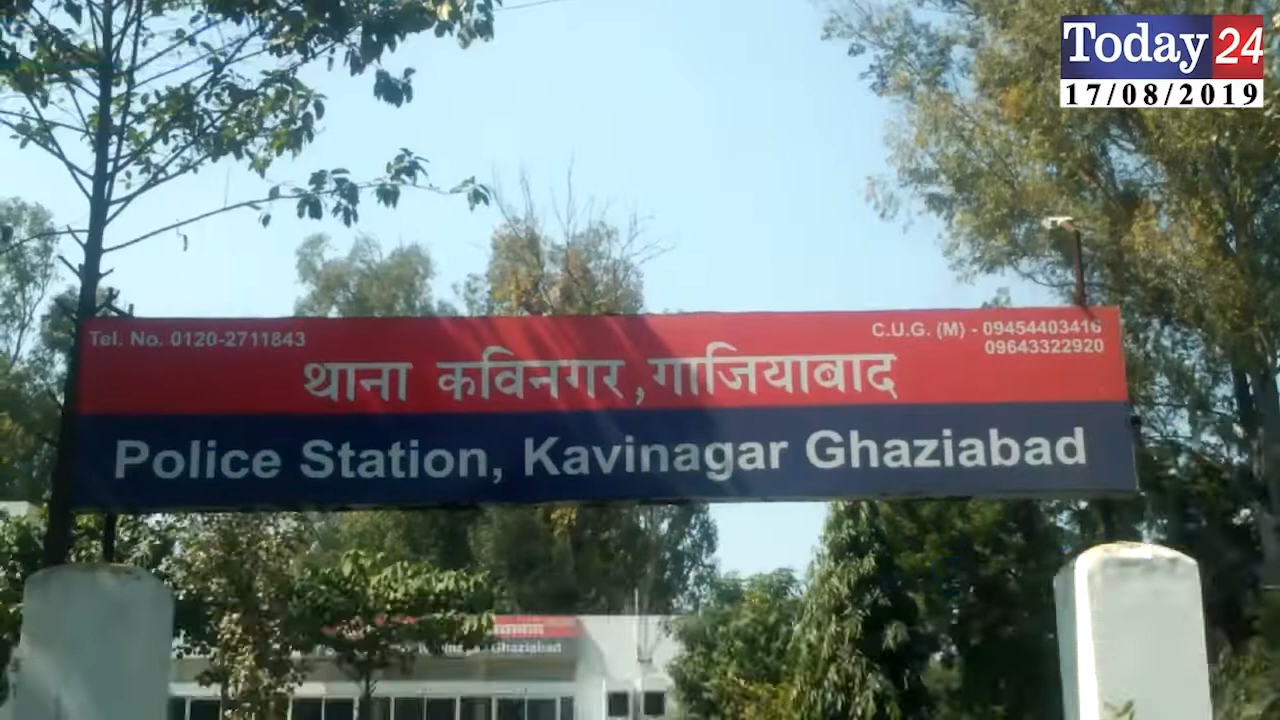 Today 24
17/08/2019
Tel. No. 0120-2711843
C.U.G. (M) - 09454403416
09643322920
थाना कविनगर, गाजियाबाद
Police Station, Kavinagar Ghaziabad
Ghaziabad